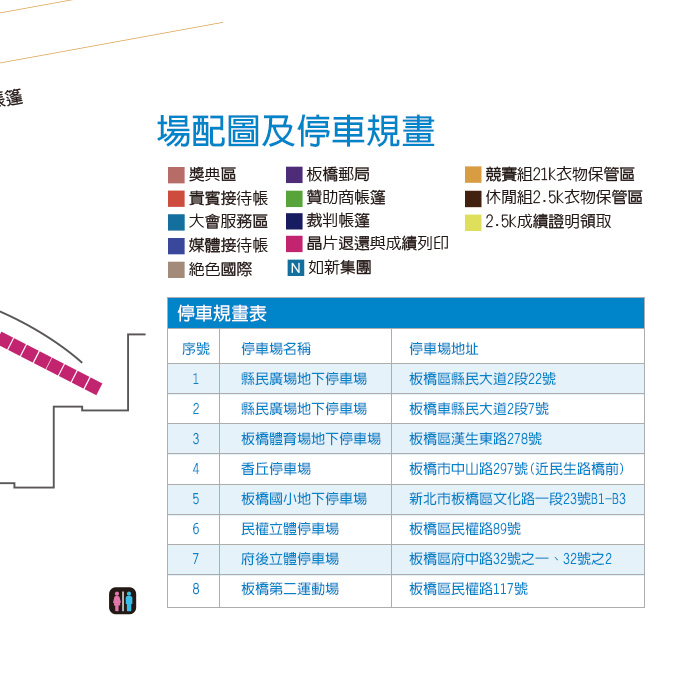 帳篷
場配圖及停車規畫
獎典區
貴賓接待帳
大會服務區
媒體接待帳
絕色國際
板橋郵局
贊助商帳篷
裁判帳篷
晶片退還與成績列印
N 如新集團
競賽組21k衣物保管區
休閒組2.5k衣物保管區
2.5k成績證明領取
停車規畫表
序號 停車場名稱 停車場地址
1 縣民廣場地下停車場 板橋區縣民大道2段22號
2 縣民廣場地下停車場 板橋車縣民大道2段7號
3 板橋體育場地下停車場 板橋區漢生東路278號
4 香丘停車場 板橋市中山路297號(近民生路橋前)
5 板橋國小地下停車場 新北市板橋區文化路一段23號B1-B3
6 民權立體停車場 板橋區民權路89號
7 府後立體停車場 板橋區府中路32號之一、32號之2
8 板橋第二運動場 板橋區民權路117號